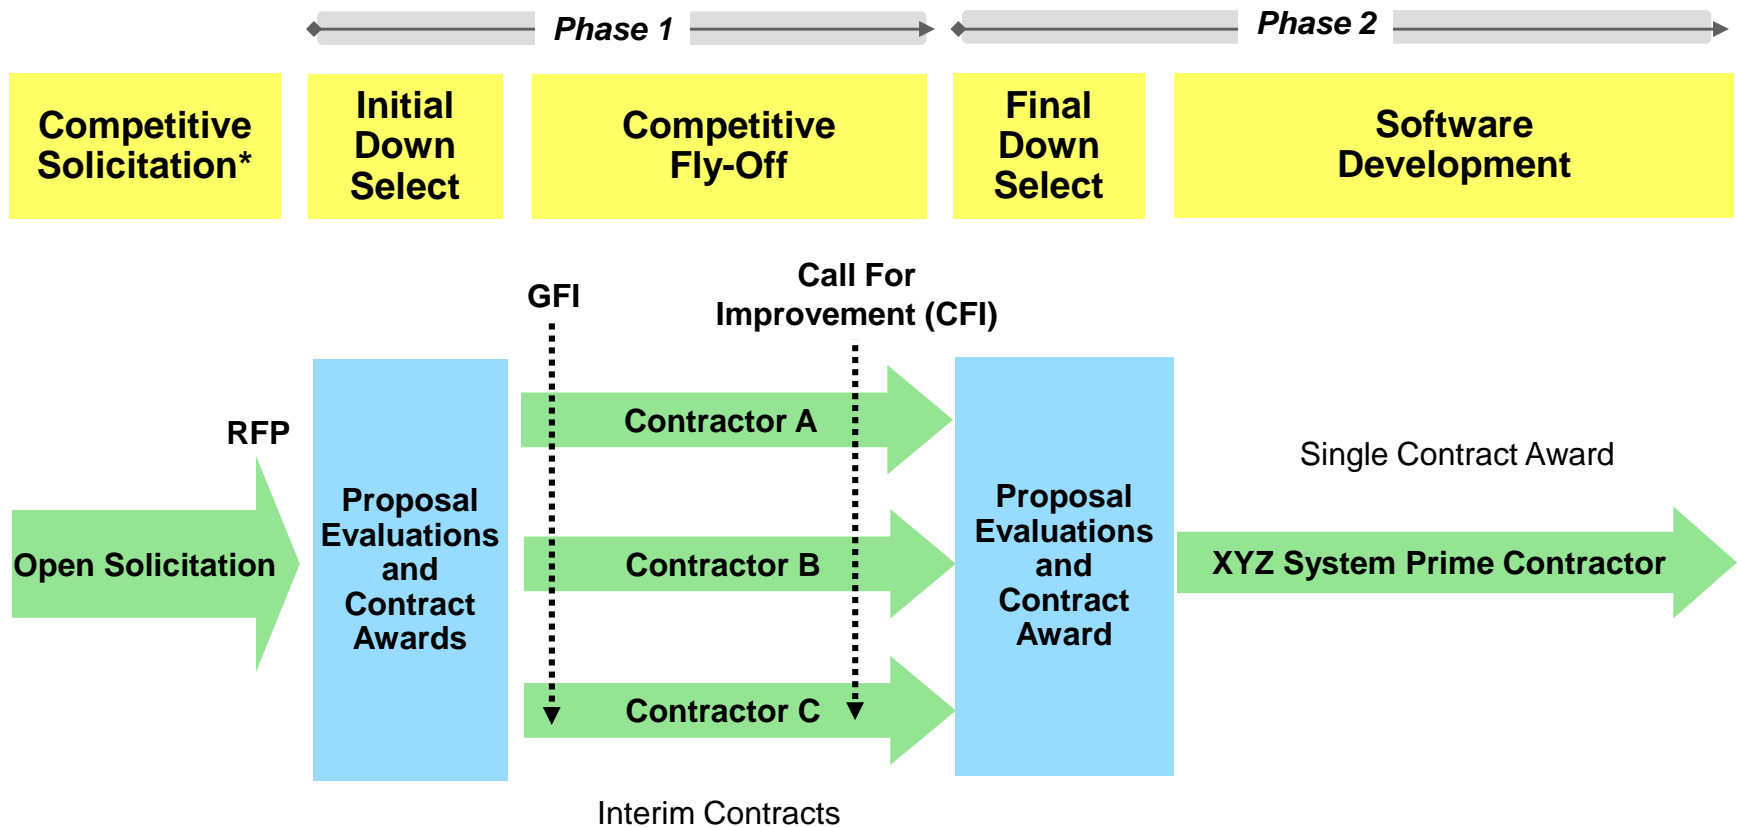 Phase 1
Phase 2
Competitive
Solicitation*
Initial
Down
Select
Competitive
Fly-Off
Final
Down
Select
Software
Development
GFI
Call For
Improvement (CFI)
RFP
Open Solicitation
Proposal
Evaluations
and
Contract
Awards
Contractor A
Contractor B
Contractor C
Interim Contracts
Proposal
Evaluations
and
Contract
Award
Single Contract Award
XYZ System Prime Contractor